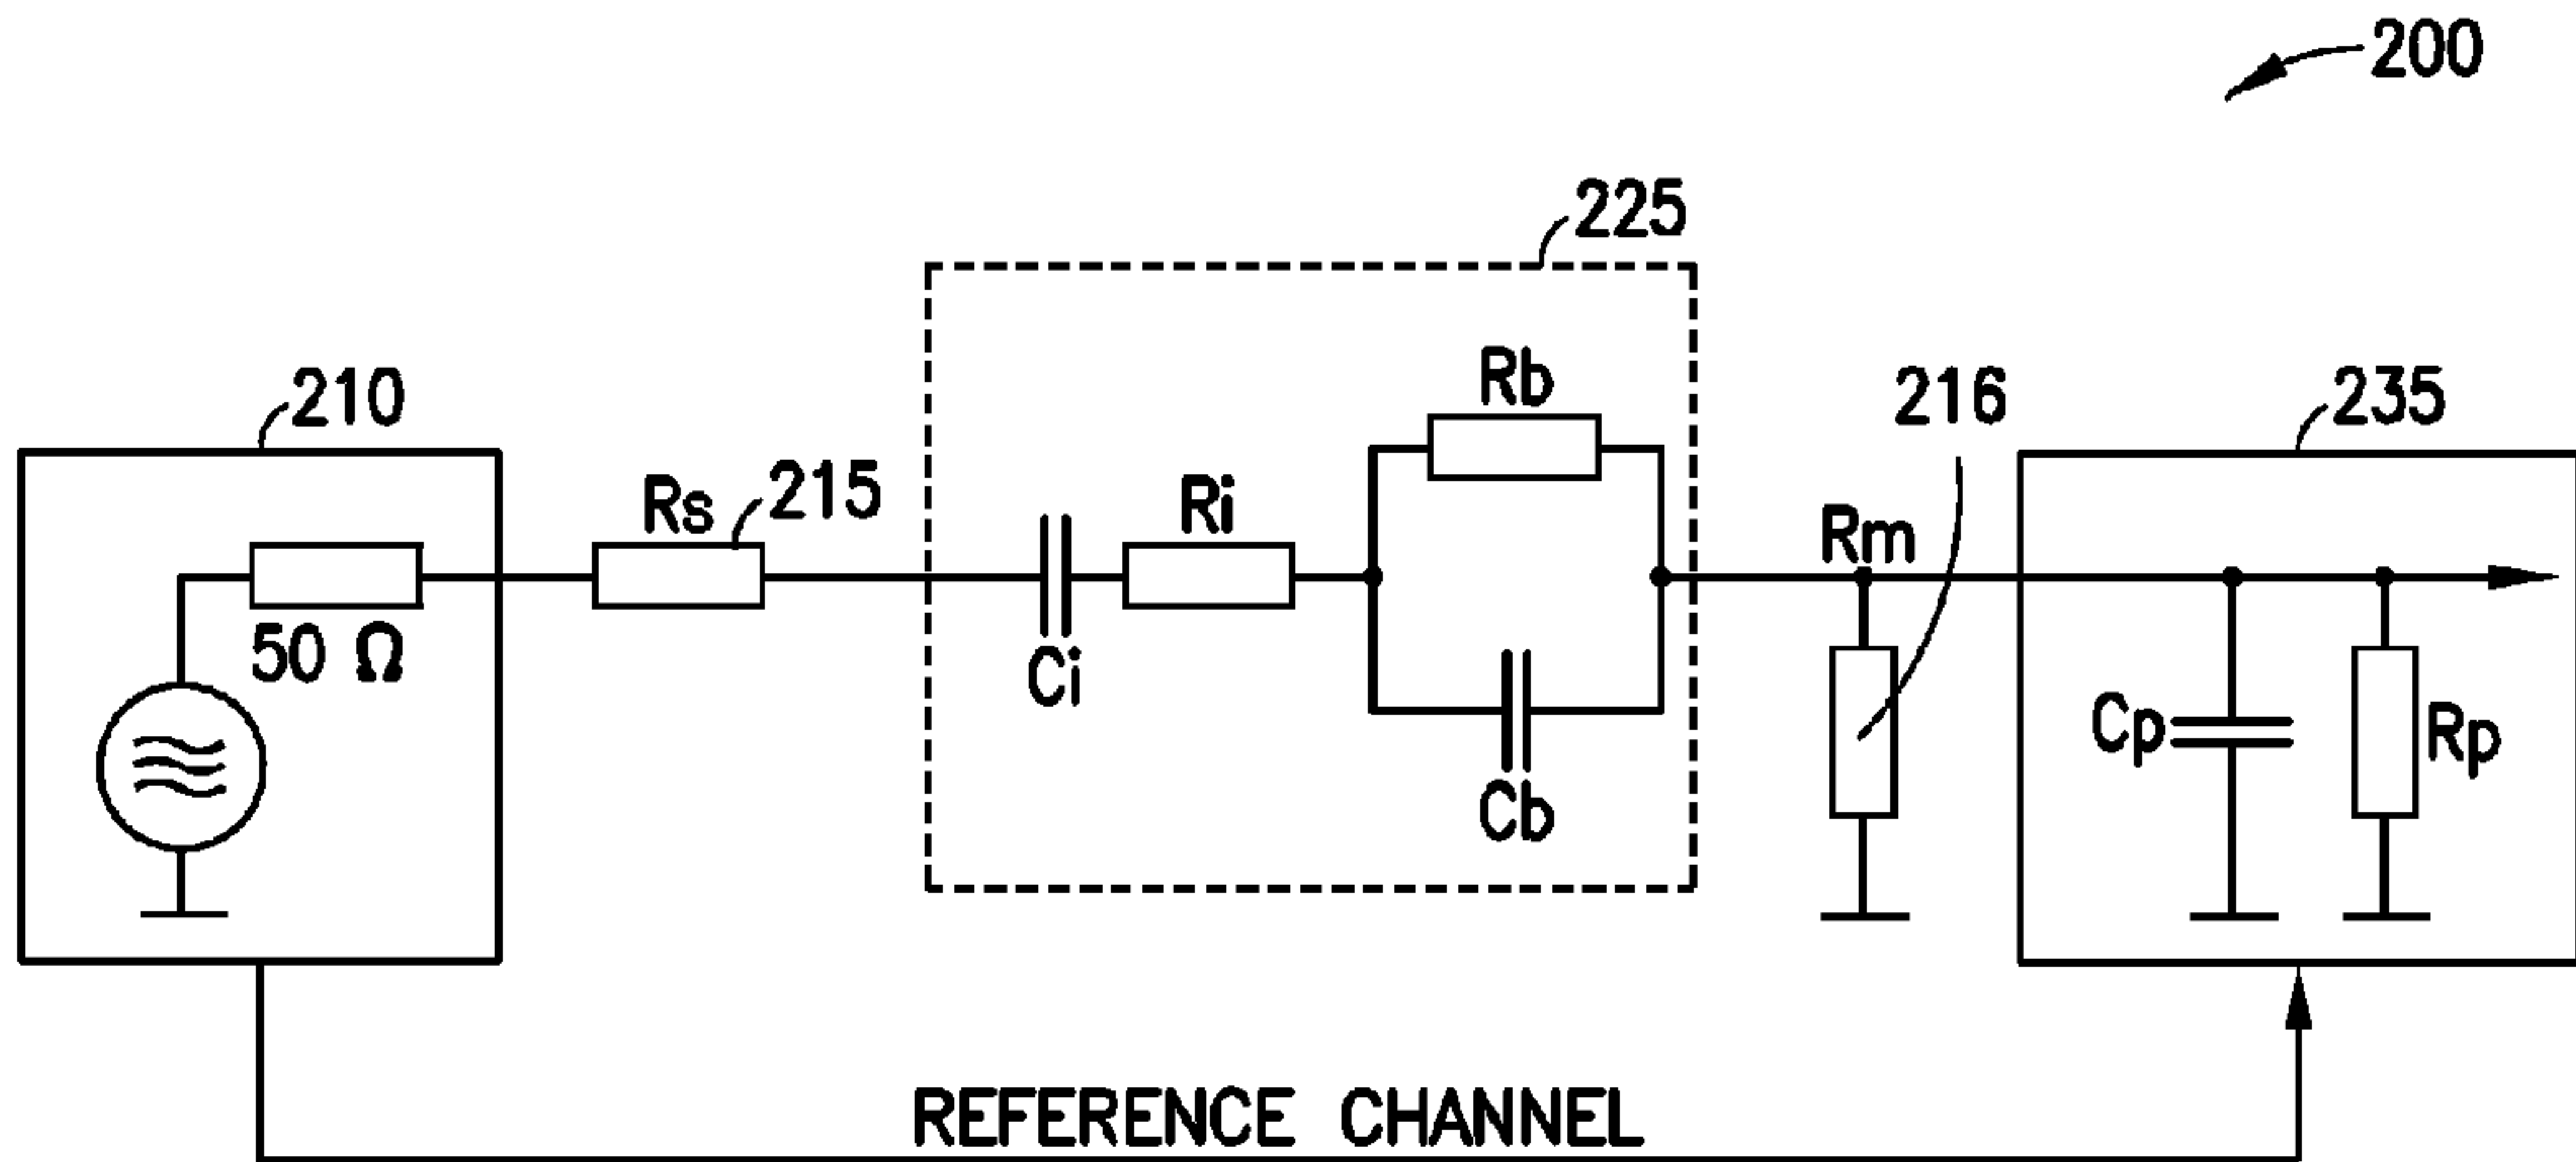 200
225
210
Rs
215
Ri
Rb
216
235
Rm
50 Ω
Ci
Cb
Cp
Rp
REFERENCE CHANNEL